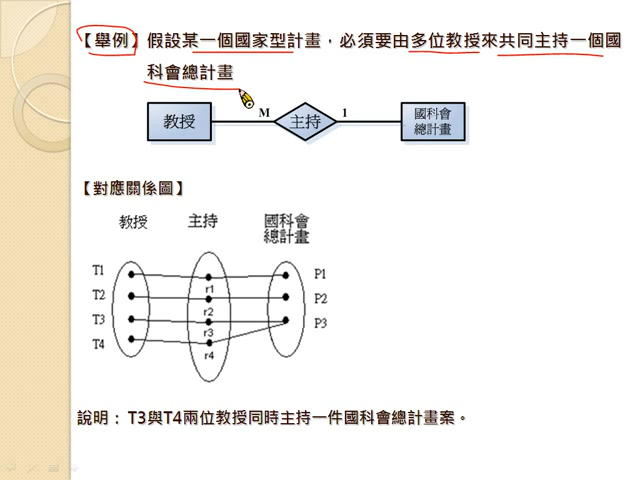 【舉例】假設某一個國家型計畫，必須要由多位教授來共同主持一個國
科會總計畫
教授 M 主持 1 國科會
總計畫
【對應關係圖】
教授 主持 國科會
總計畫
T1 r1 P1
T2 r2 P2
T3 r3 P3
T4 r4
說明： T3與T4兩位教授同時主持一件國科會總計畫案。